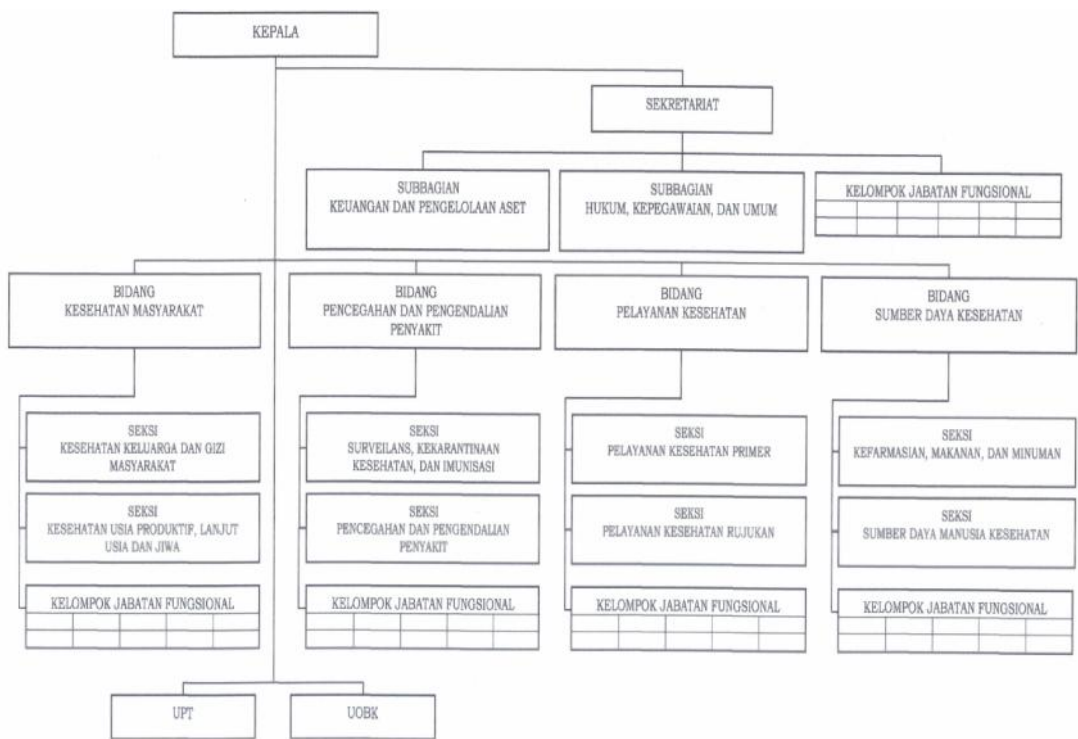 KEPALA
SEKRETARIAT
SUBBAGIAN
KEUANGAN DAN PENGELOLAAN ASET
SUBBAGIAN
HUKUM, KEPEGAWAIAN, DAN UMUM
KELOMPOK JABATAN FUNGSIONAL
BIDANG
KESEHATAN MASYARAKAT
BIDANG
PENCEGAHAN DAN PENGENDALIAN
PENYAKIT
BIDANG
PELAYANAN KESEHATAN
BIDANG
SUMBER DAYA KESEHATAN
SEKSI
KESEHATAN KELUARGA DAN GIZI
MASYARAKAT
SEKSI
SURVEILANS, KEKARANTINAAN
KESEHATAN, DAN IMUNISASI
SEKSI
PELAYANAN KESEHATAN PRIMER
SEKSI
KEFARMASIAN, MAKANAN, DAN MINUMAN
SEKSI
KESEHATAN USIA PRODUKTIF, LANJUT
USIA DAN JIWA
SEKSI
PENCEGAHAN DAN PENGENDALIAN
PENYAKIT
SEKSI
PELAYANAN KESEHATAN RUJUKAN
SEKSI
SUMBER DAYA MANUSIA KESEHATAN
KELOMPOK JABATAN FUNGSIONAL
KELOMPOK JABATAN FUNGSIONAL
KELOMPOK JABATAN FUNGSIONAL
KELOMPOK JABATAN FUNGSIONAL
UPT
UOBK